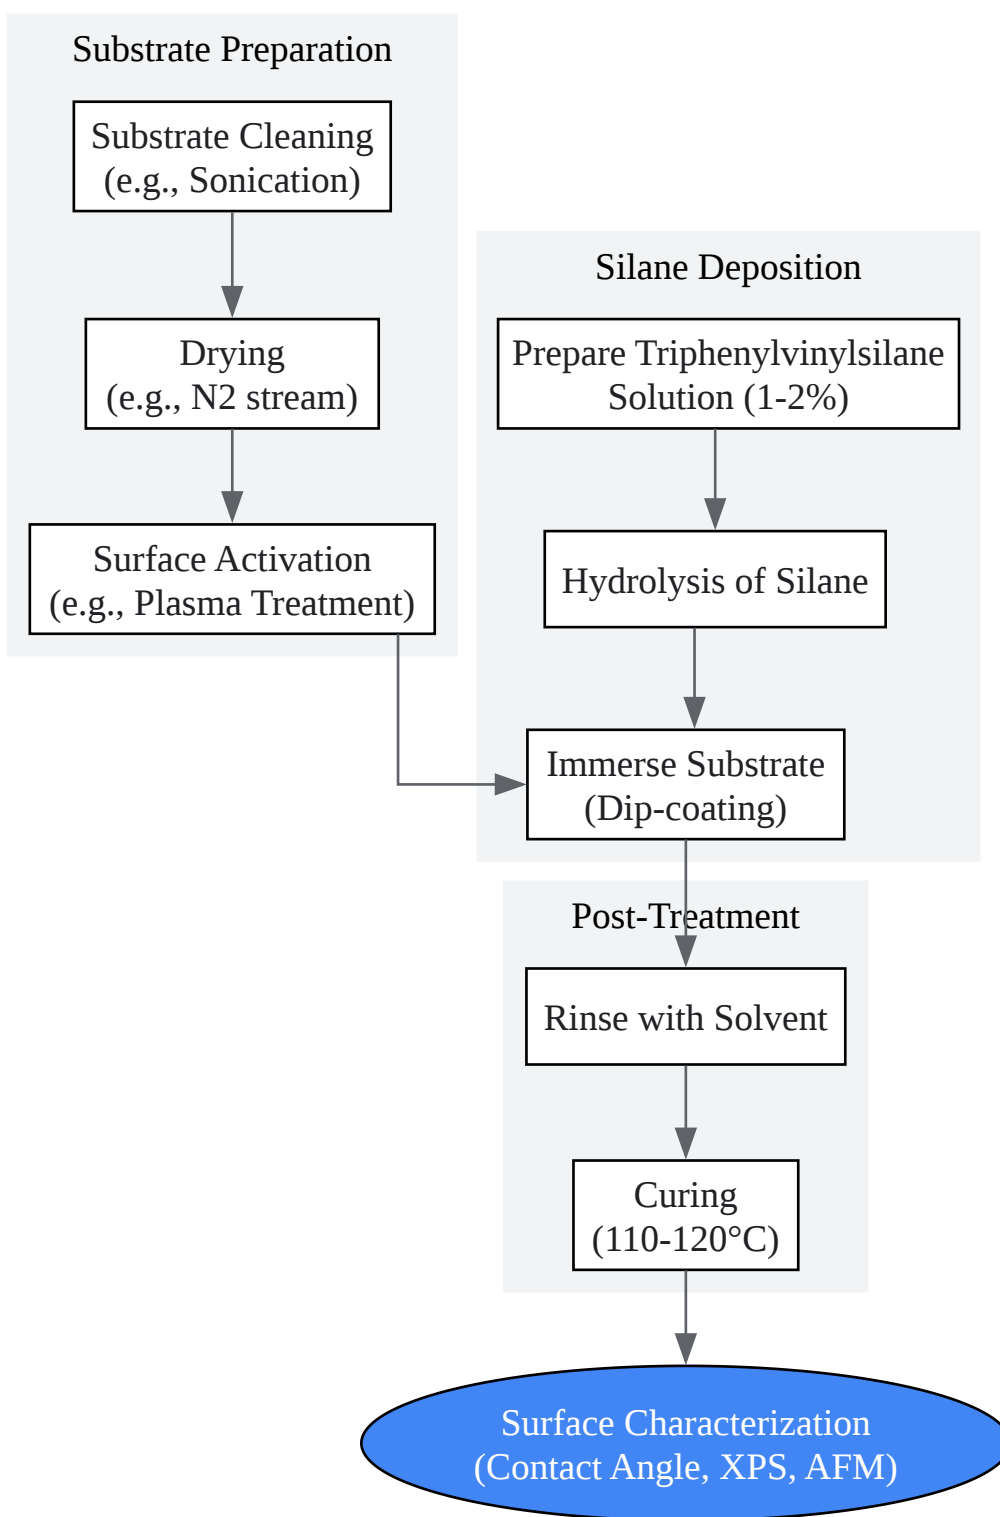 Substrate Preparation
Substrate Cleaning
(e.g., Sonication)
Drying
(e.g., N2 stream)
Surface Activation
(e.g., Plasma Treatment)
Silane Deposition
Prepare Triphenylvinylsilane
Solution (1-2%)
Hydrolysis of Silane
Immerse Substrate
(Dip-coating)
Post-Treatment
Rinse with Solvent
Curing
(110-120°C)
Surface Characterization
(Contact Angle, XPS, AFM)